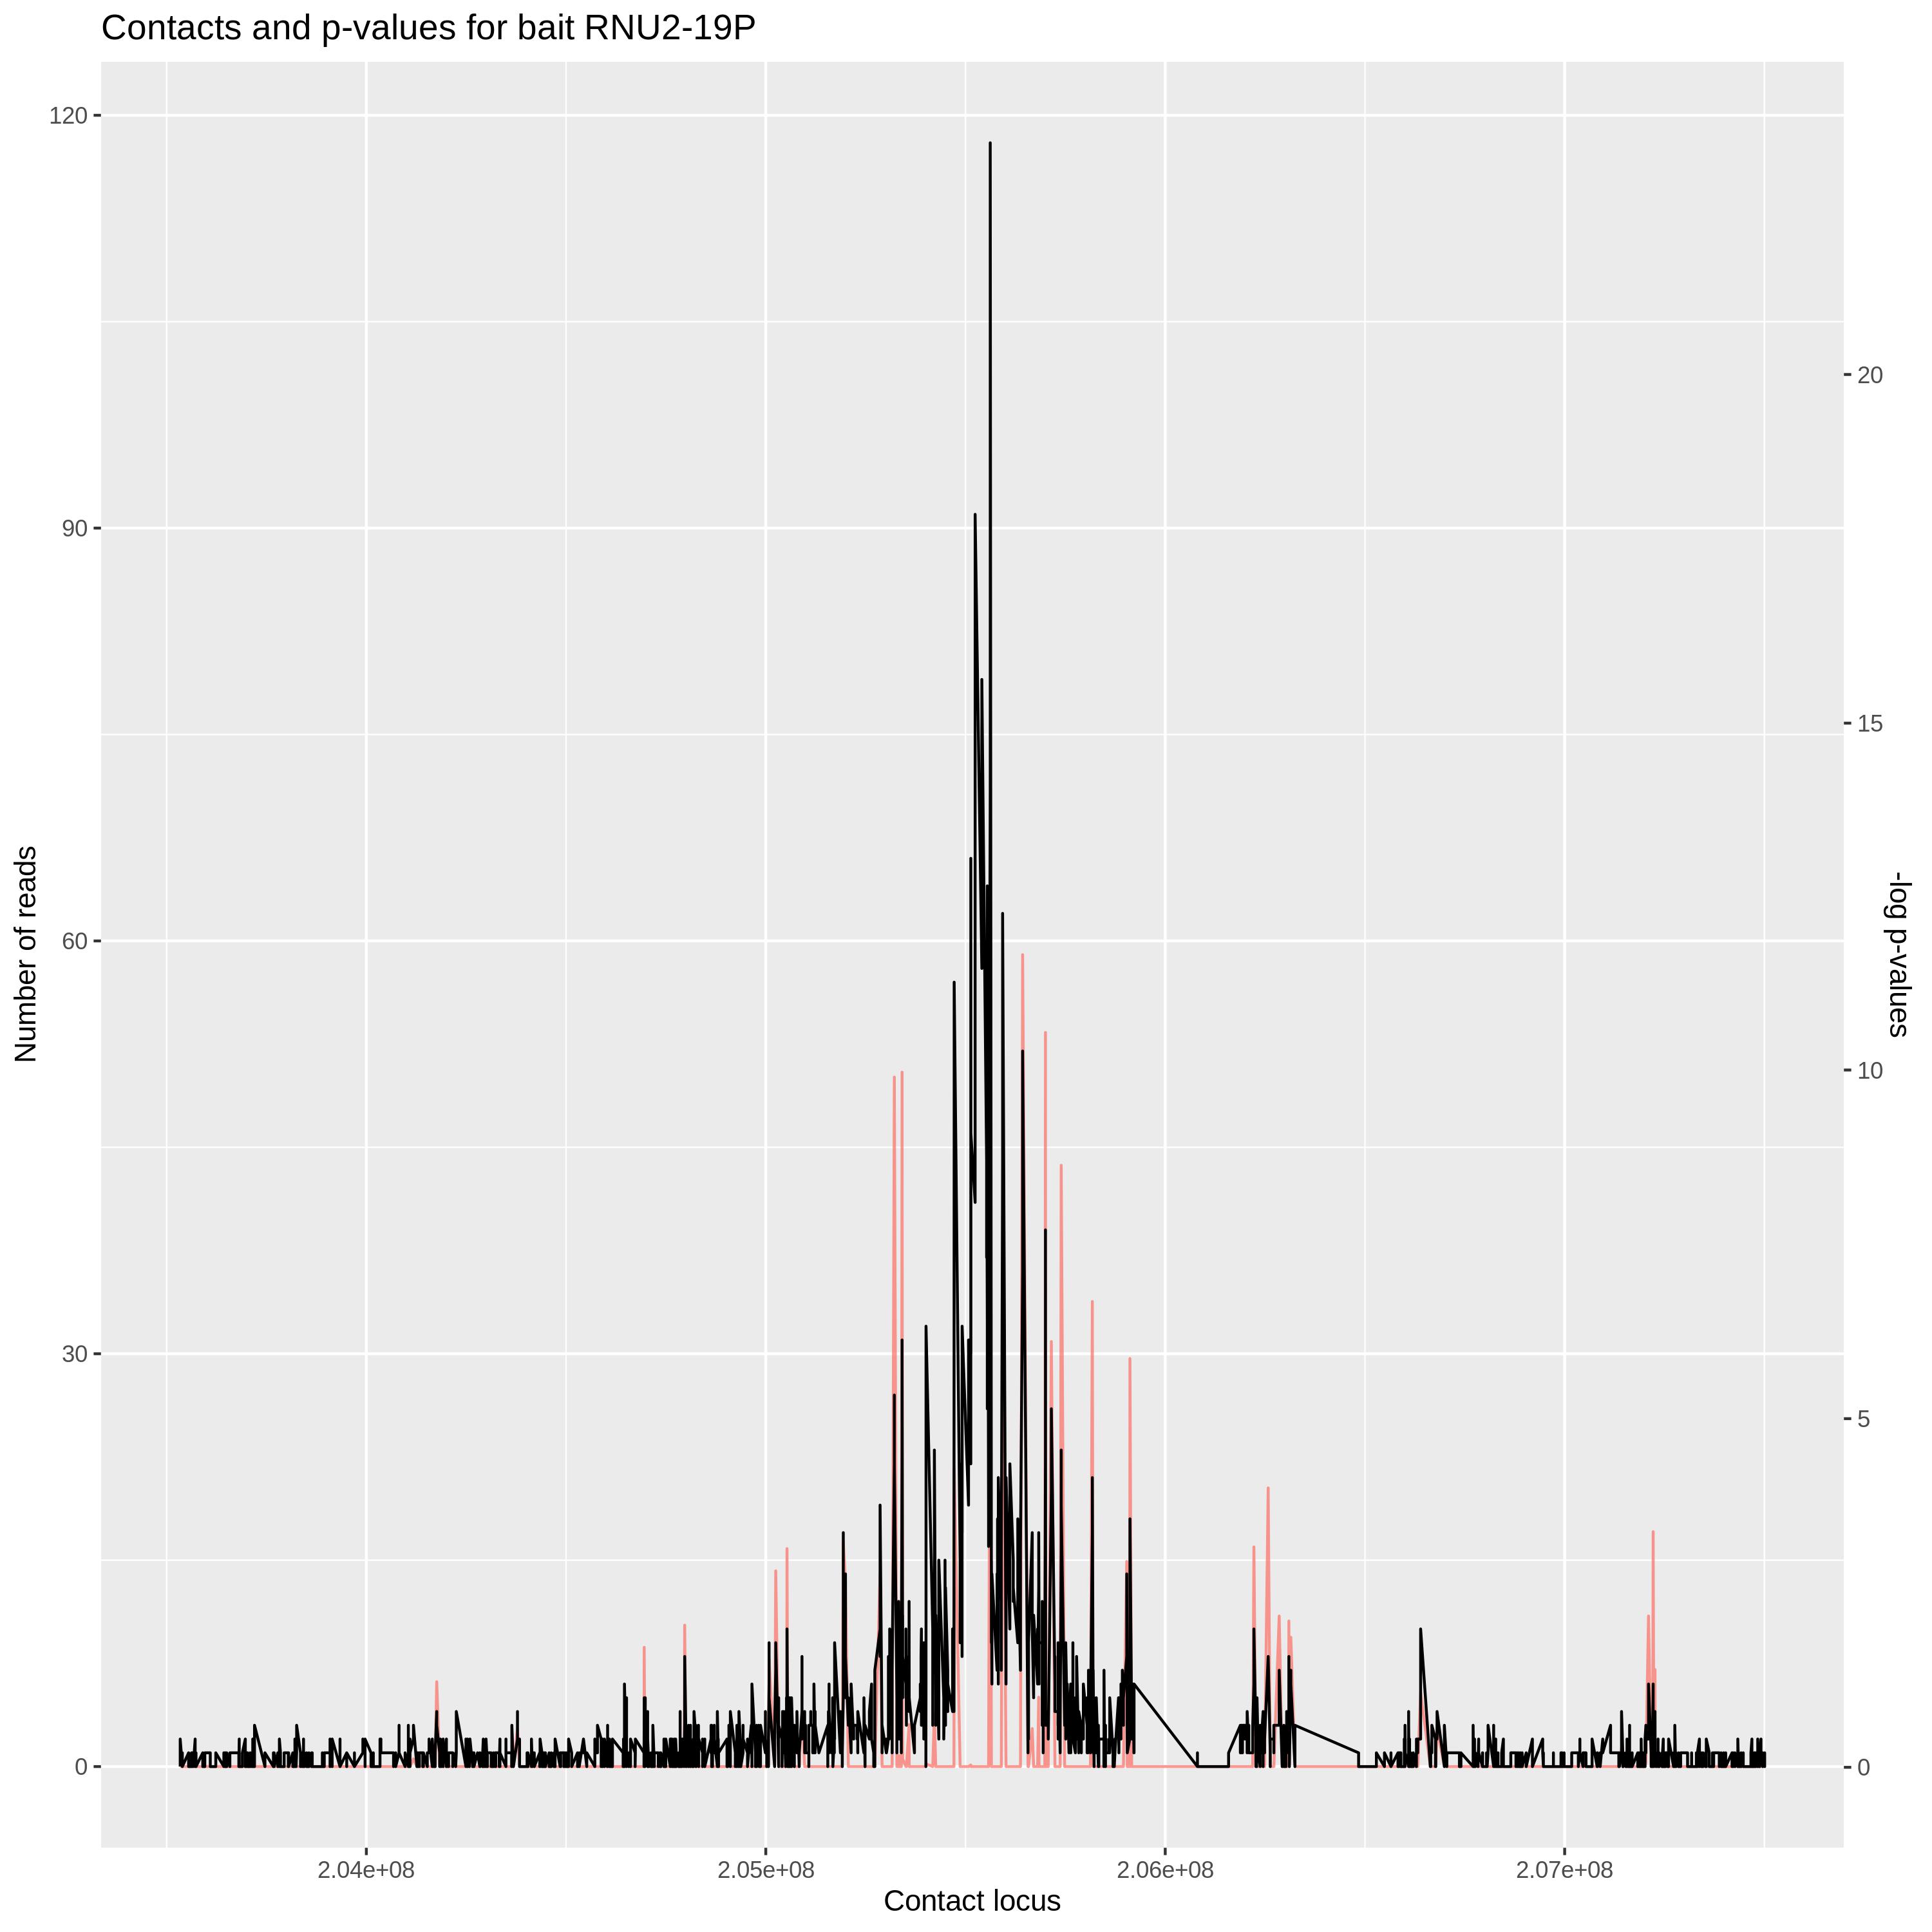 Contacts and p-values for bait RNU2-19P
120
90
60
30
0
Number of reads
20
15
10
5
0
-log p-values
2.04e+08 2.05e+08 2.06e+08 2.07e+08
Contact locus